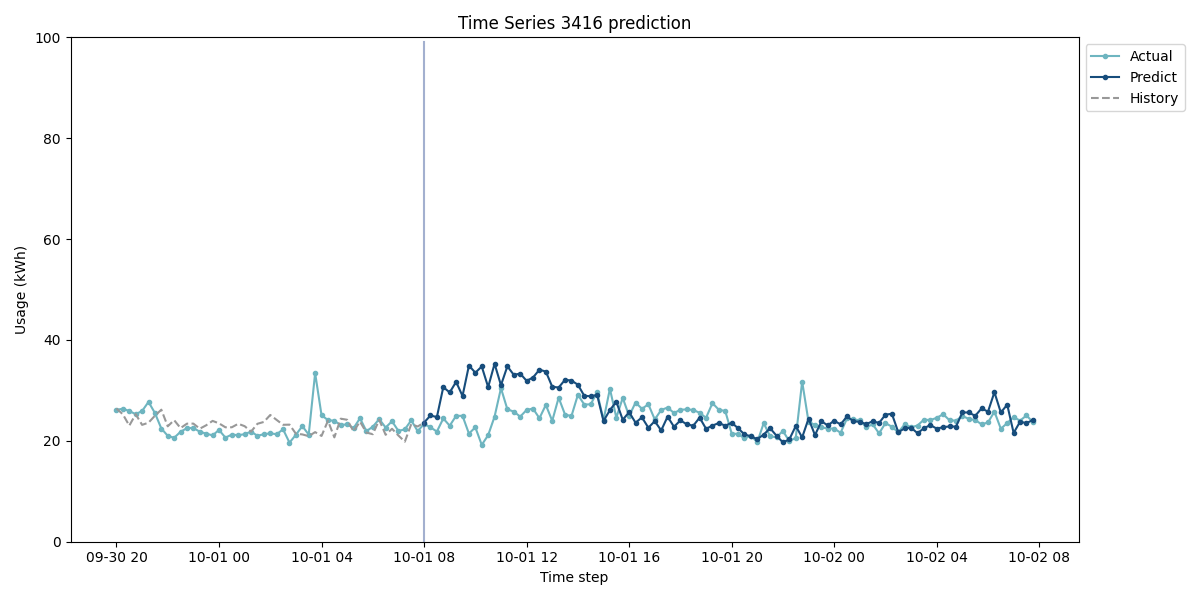 Time Series 3416 prediction
Usage (kWh)
100
80
60
40
20
0
09-30 20
10-01 00
10-01 04
10-01 08
10-01 12
10-01 16
10-01 20
10-02 00
10-02 04
10-02 08
Time step
Actual
Predict
History